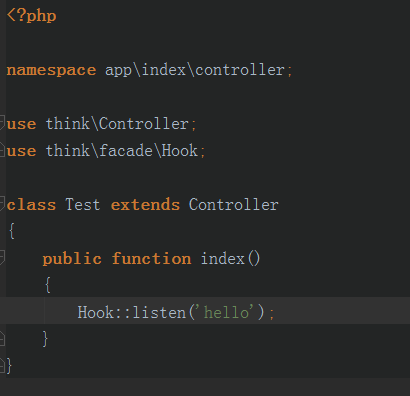 <?php
namespace app\index\controller;
use think\Controller;
use think\facade\Hook;
class Test extends Controller
{
public function index()
{
Hook::listen('hello');
}
}